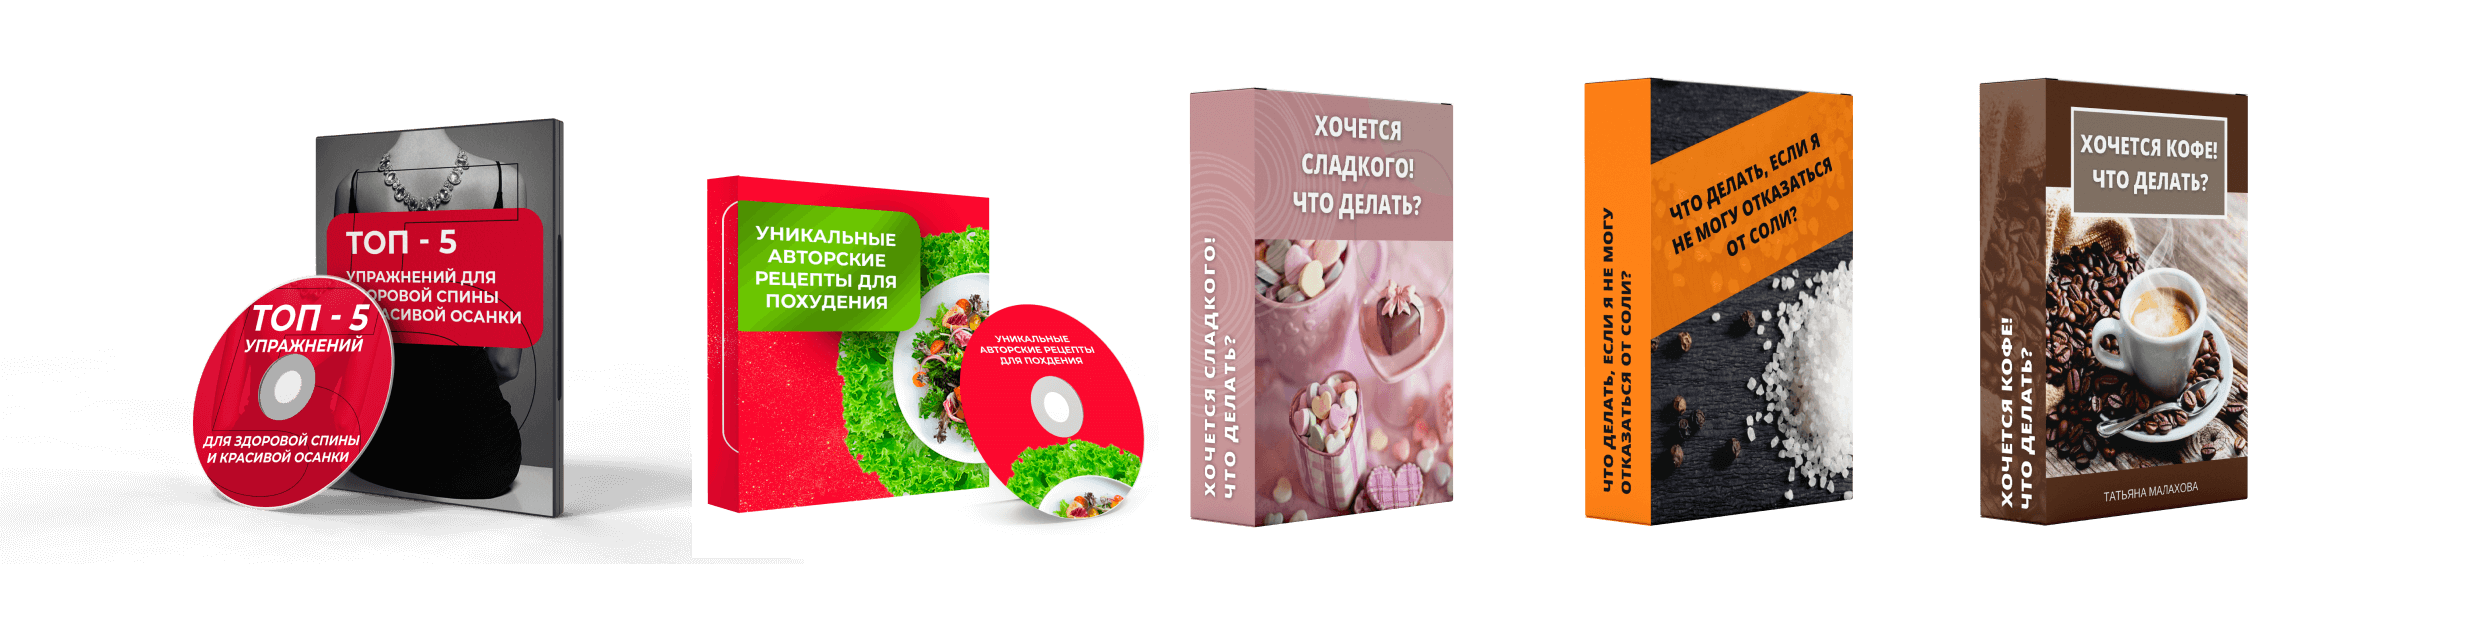 ТОП - 5
УПРАЖНЕНИЙ ДЛЯ
ОРОВОЙ СПИНЫ
АСИВОЙ ОСАНКИ
ТОП - 5
УПРАЖНЕНИЙ
ДЛЯ ЗДОРОВОЙ СПИНЫ
И КРАСИВОЙ ОСАНКИ
УНИКАЛЬНЫЕ
АВТОРСКИЕ
РЕЦЕПТЫ ДЛЯ
ПОХУДЕНИЯ
УНИКАЛЬНЫЕ
АВТОРСКИЕ РЕЦЕПТЫ
ДЛЯ ПОХДЕНИЯ
ХОЧЕТСЯ СЛАДКОГО!
ЧТО ДЕЛАТЬ?
ХОЧЕТСЯ
СЛАДКОГО!
ЧТО ДЕЛАТЬ?
ЧТО ДЕЛАТЬ, ЕСЛИ Я НЕ МОГУ
ОТКАЗАТЬСЯ ОТ СОЛИ?
ЧТО ДЕЛАТЬ, ЕСЛИ Я
НЕ МОГУ ОТКАЗАТЬСЯ
ОТ СОЛИ?
ХОЧЕТСЯ КОФЕ!
ЧТО ДЕЛАТЬ?
ХОЧЕТСЯ КОФЕ!
ЧТО ДЕЛАТЬ?
ТАТЬЯНА МАЛАХОВА